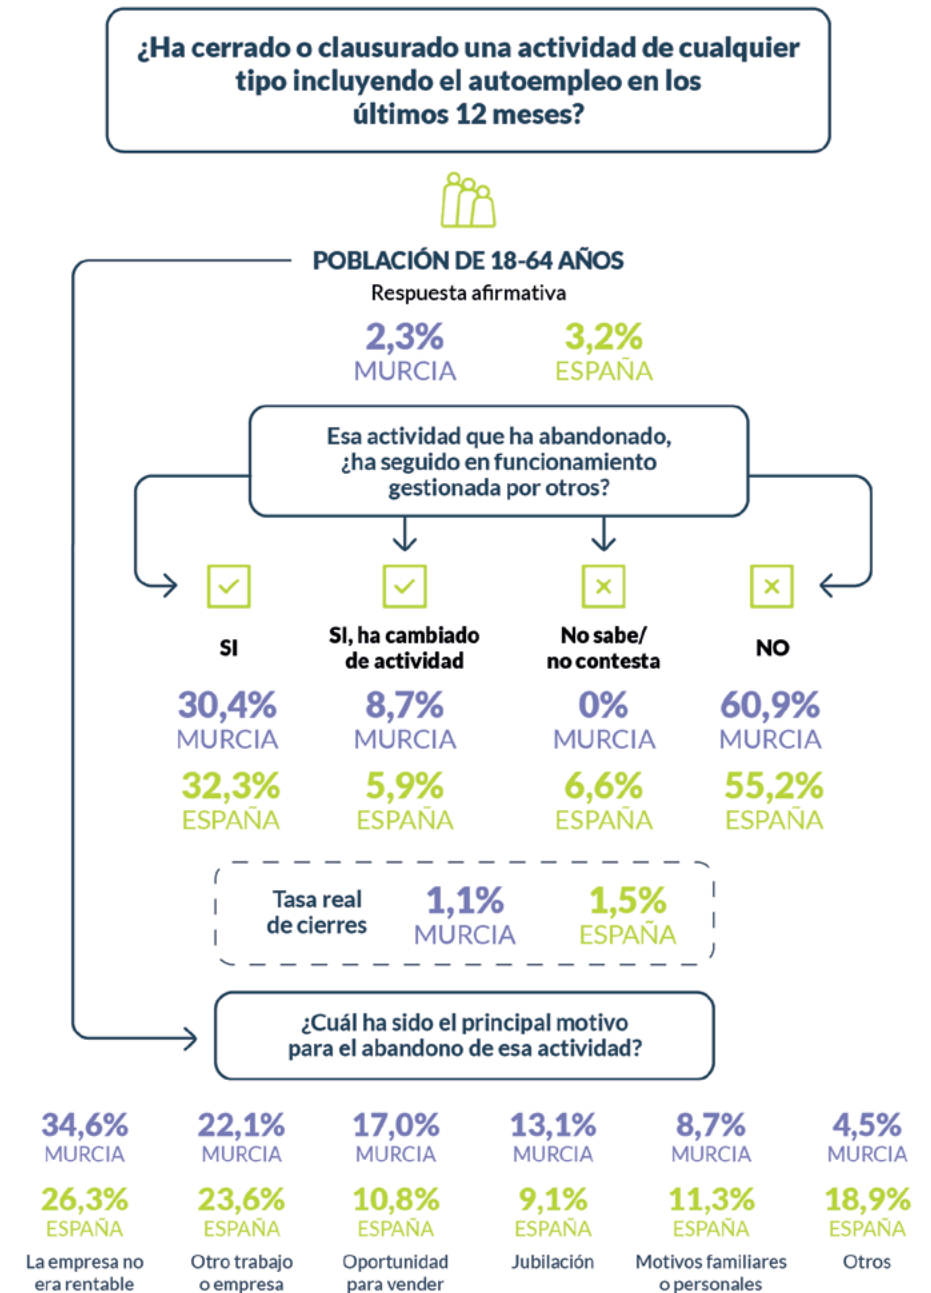 ¿Ha cerrado o clausurado una actividad de cualquier
tipo incluyendo el autoempleo en los
últimos 12 meses?
POBLACIÓN DE 18-64 AÑOS
Respuesta afirmativa
2,3%
MURCIA
3,2%
ESPAÑA
Esa actividad que ha abandonado,
¿ha seguido en funcionamiento
gestionada por otros?
SI
30,4%
MURCIA
32,3%
ESPAÑA
SI, ha cambiado
de actividad
8,7%
MURCIA
5,9%
ESPAÑA
No sabe/
no contesta
0%
MURCIA
6,6%
ESPAÑA
NO
60,9%
MURCIA
55,2%
ESPAÑA
Tasa real
de cierres
1,1%
MURCIA
1,5%
ESPAÑA
¿Cuál ha sido el principal motivo
para el abandono de esa actividad?
34,6%
MURCIA
26,3%
ESPAÑA
La empresa no
era rentable
22,1%
MURCIA
23,6%
ESPAÑA
Otro trabajo
o empresa
17,0%
MURCIA
10,8%
ESPAÑA
Oportunidad
para vender
13,1%
MURCIA
9,1%
ESPAÑA
Jubilación
8,7%
MURCIA
11,3%
ESPAÑA
Motivos familiares
o personales
4,5%
MURCIA
18,9%
ESPAÑA
Otros